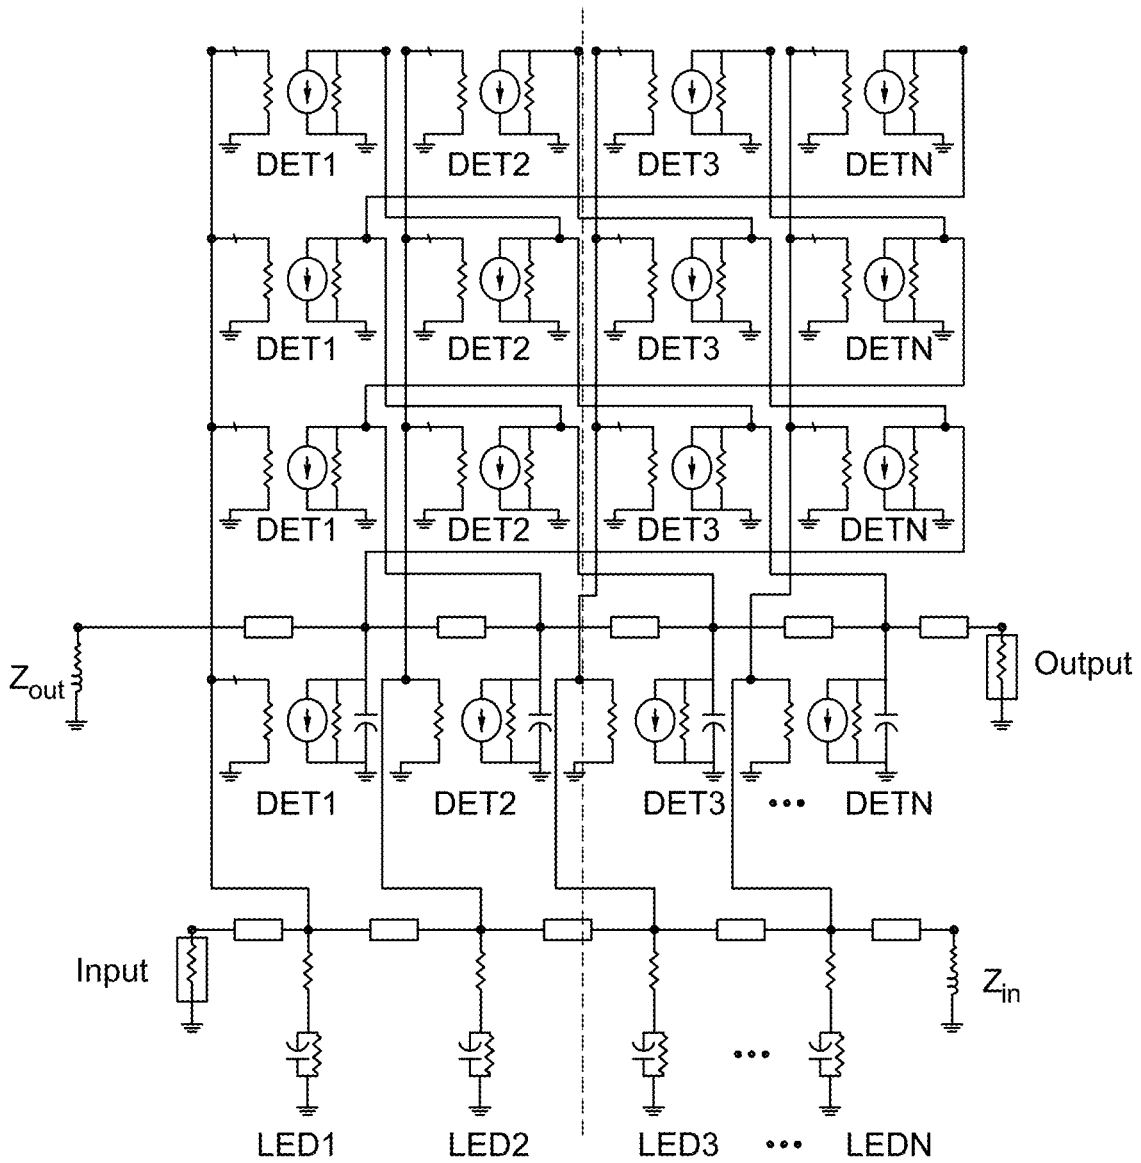 DET1 DET2 DET3 DETN
DET1 DET2 DET3 DETN
DET1 DET2 DET3 DETN
Zout
Output
DET1 DET2 DET3 ••• DETN
Input
Zin
•••
LED1 LED2 LED3 ••• LEDN